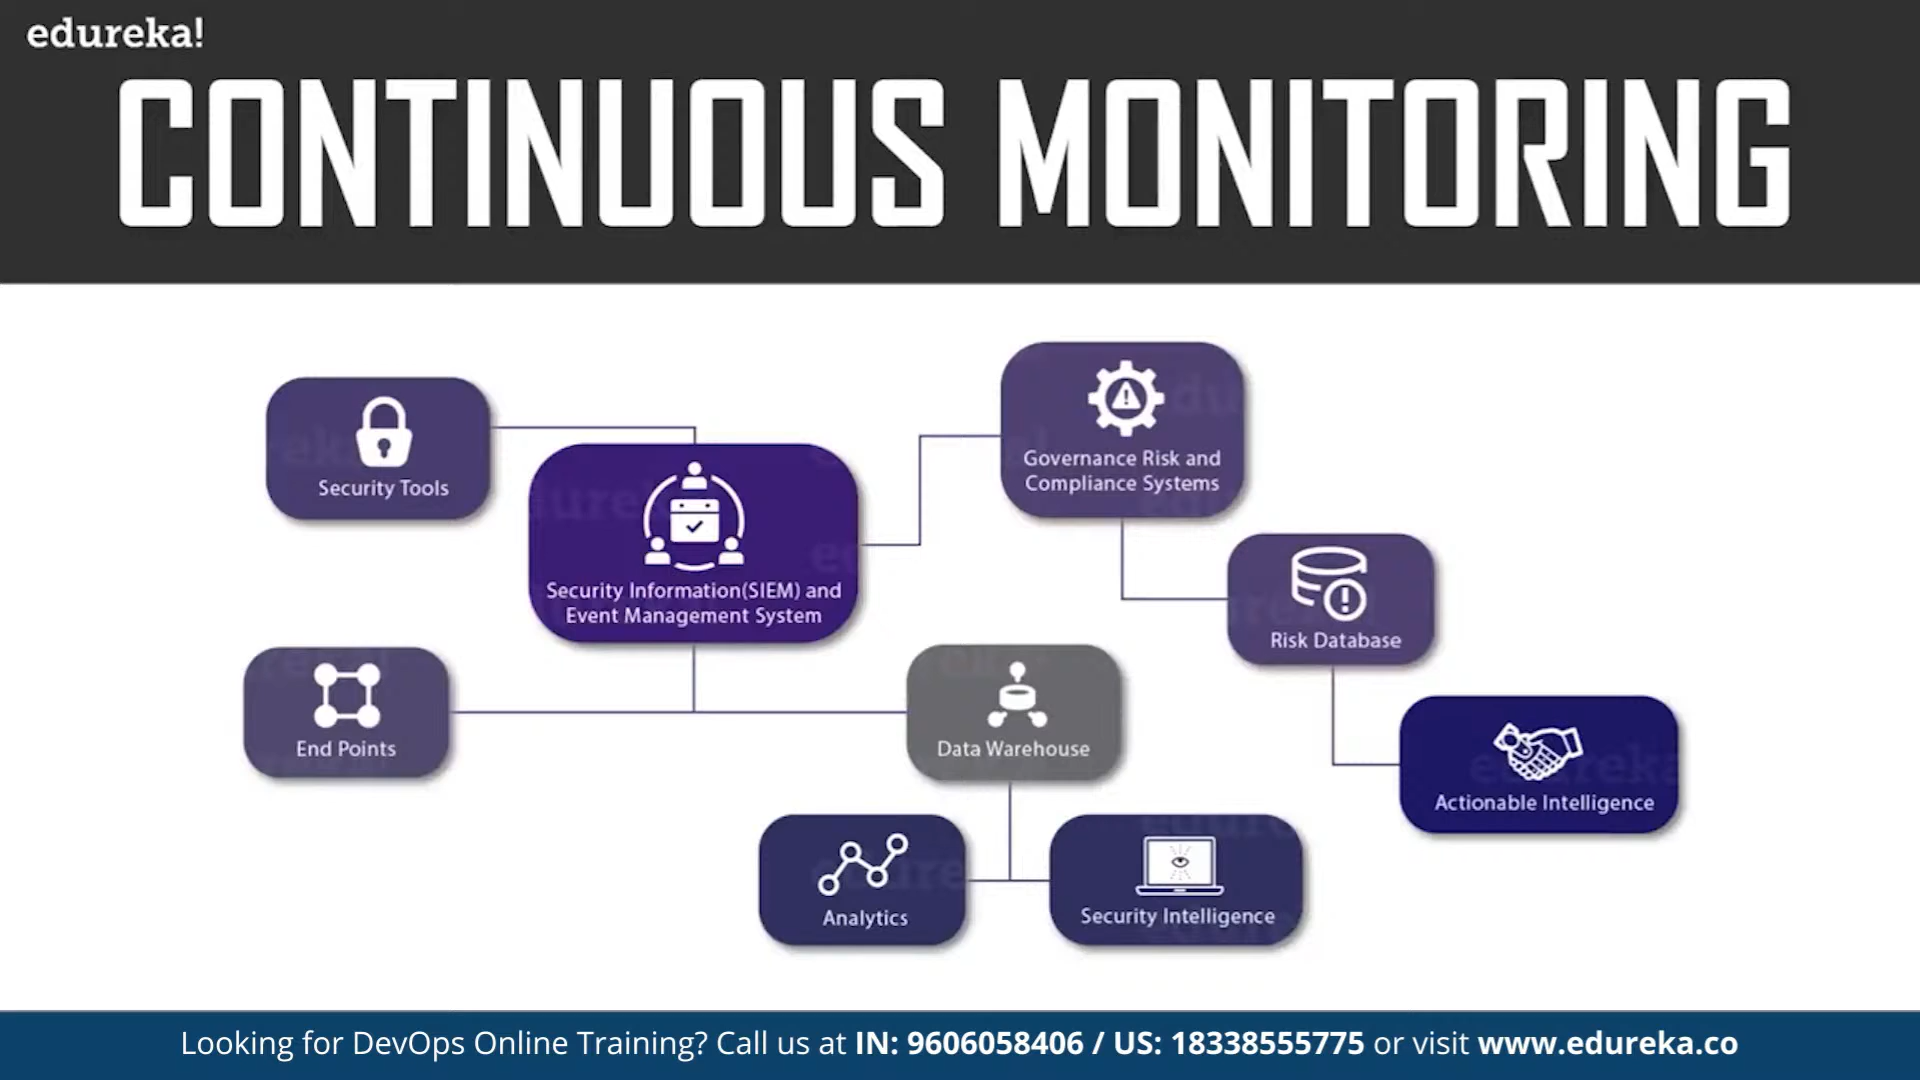 edureka!
CONTINUOUS MONITORING
Security Tools
Security Information(SIEM) and
Event Management System
Governance Risk and
Compliance Systems
Risk Database
End Points
Data Warehouse
Actionable Intelligence
Analytics
Security Intelligence
Looking for DevOps Online Training? Call us at IN: 9606058406 / US: 18338555775 or visit www.edureka.co